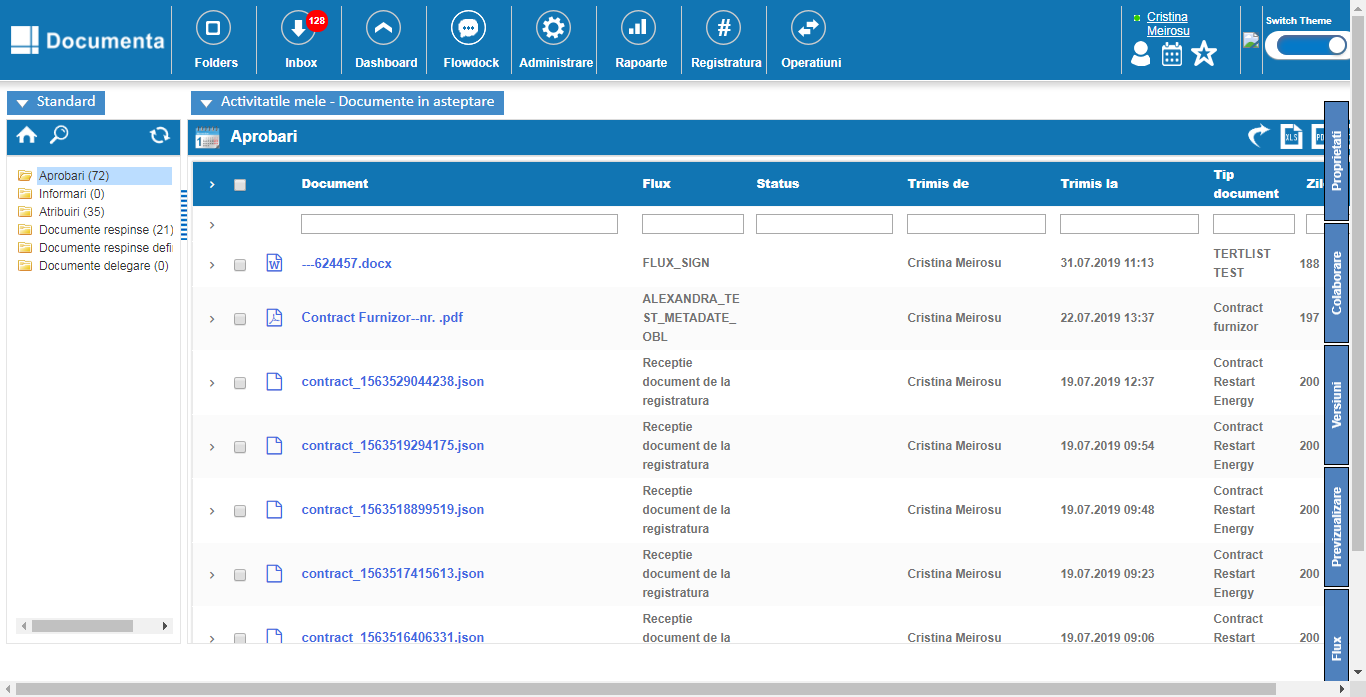 Documenta
Folders
128
Inbox
Dashboard
Flowdock
Administrare
Rapoarte
#
Registratura
Operatiuni
Cristina
Meirosu
Switch Theme
Standard
Activitatile mele - Documente in asteptare
Aprobari (72)
Informari (0)
Atribuiri (35)
Documente respinse (21)
Documente respinse defi
Documente delegare (0)
1
Aprobari
XLS
Document Flux Status Trimis de Trimis la Tip document
---624457.docx FLUX_SIGN Cristina Meirosu 31.07.2019 11:13 TERTLIST TEST 188
Contract Furnizor--nr. .pdf ALEXANDRA_TE
ST_METADATE_
OBL Cristina Meirosu 22.07.2019 13:37 Contract furnizor 197
contract_1563529044238.json Receptie
document de la
registratura Cristina Meirosu 19.07.2019 12:37 Contract Restart Energy 200
contract_1563519294175.json Receptie
document de la
registratura Cristina Meirosu 19.07.2019 09:54 Contract Restart Energy 200
contract_1563518899519.json Receptie
document de la
registratura Cristina Meirosu 19.07.2019 09:48 Contract Restart Energy 200
contract_1563517415613.json Receptie
document de la
registratura Cristina Meirosu 19.07.2019 09:23 Contract Restart Energy 200
contract_1563516406331.json Receptie
document de la Cristina Meirosu 19.07.2019 09:06 Contract Restart 200
Proprietati
Colaborare
Versiuni
Previzualizare
Flux